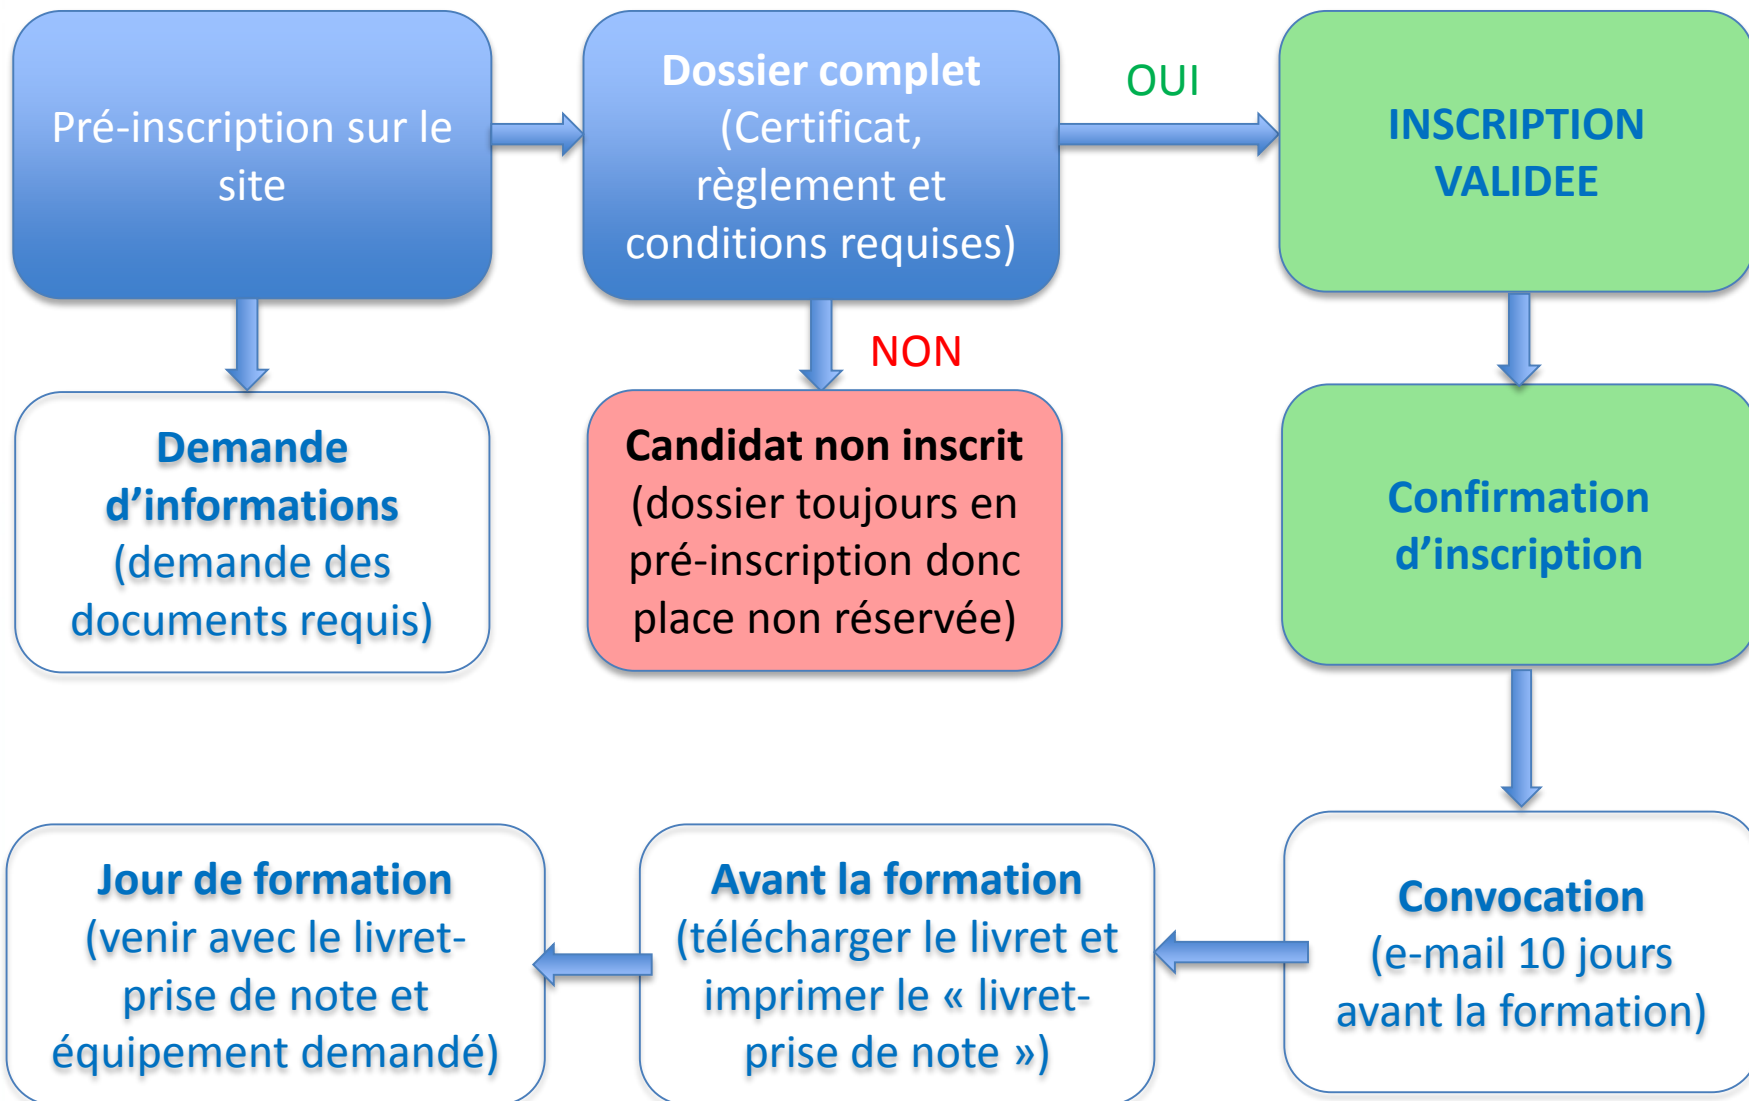 Pré-inscription sur le
site
Dossier complet
(Certificat,
règlement et
conditions requises)
OUI
INSCRIPTION
VALIDEE
NON
Demande
d’informations
(demande des
documents requis)
Candidat non inscrit
(dossier toujours en
pré-inscription donc
place non réservée)
Confirmation
d’inscription
Jour de formation
(venir avec le livret-
prise de note et
équipement demandé)
Avant la formation
(télécharger le livret et
imprimer le « livret-
prise de note »)
Convocation
(e-mail 10 jours
avant la formation)